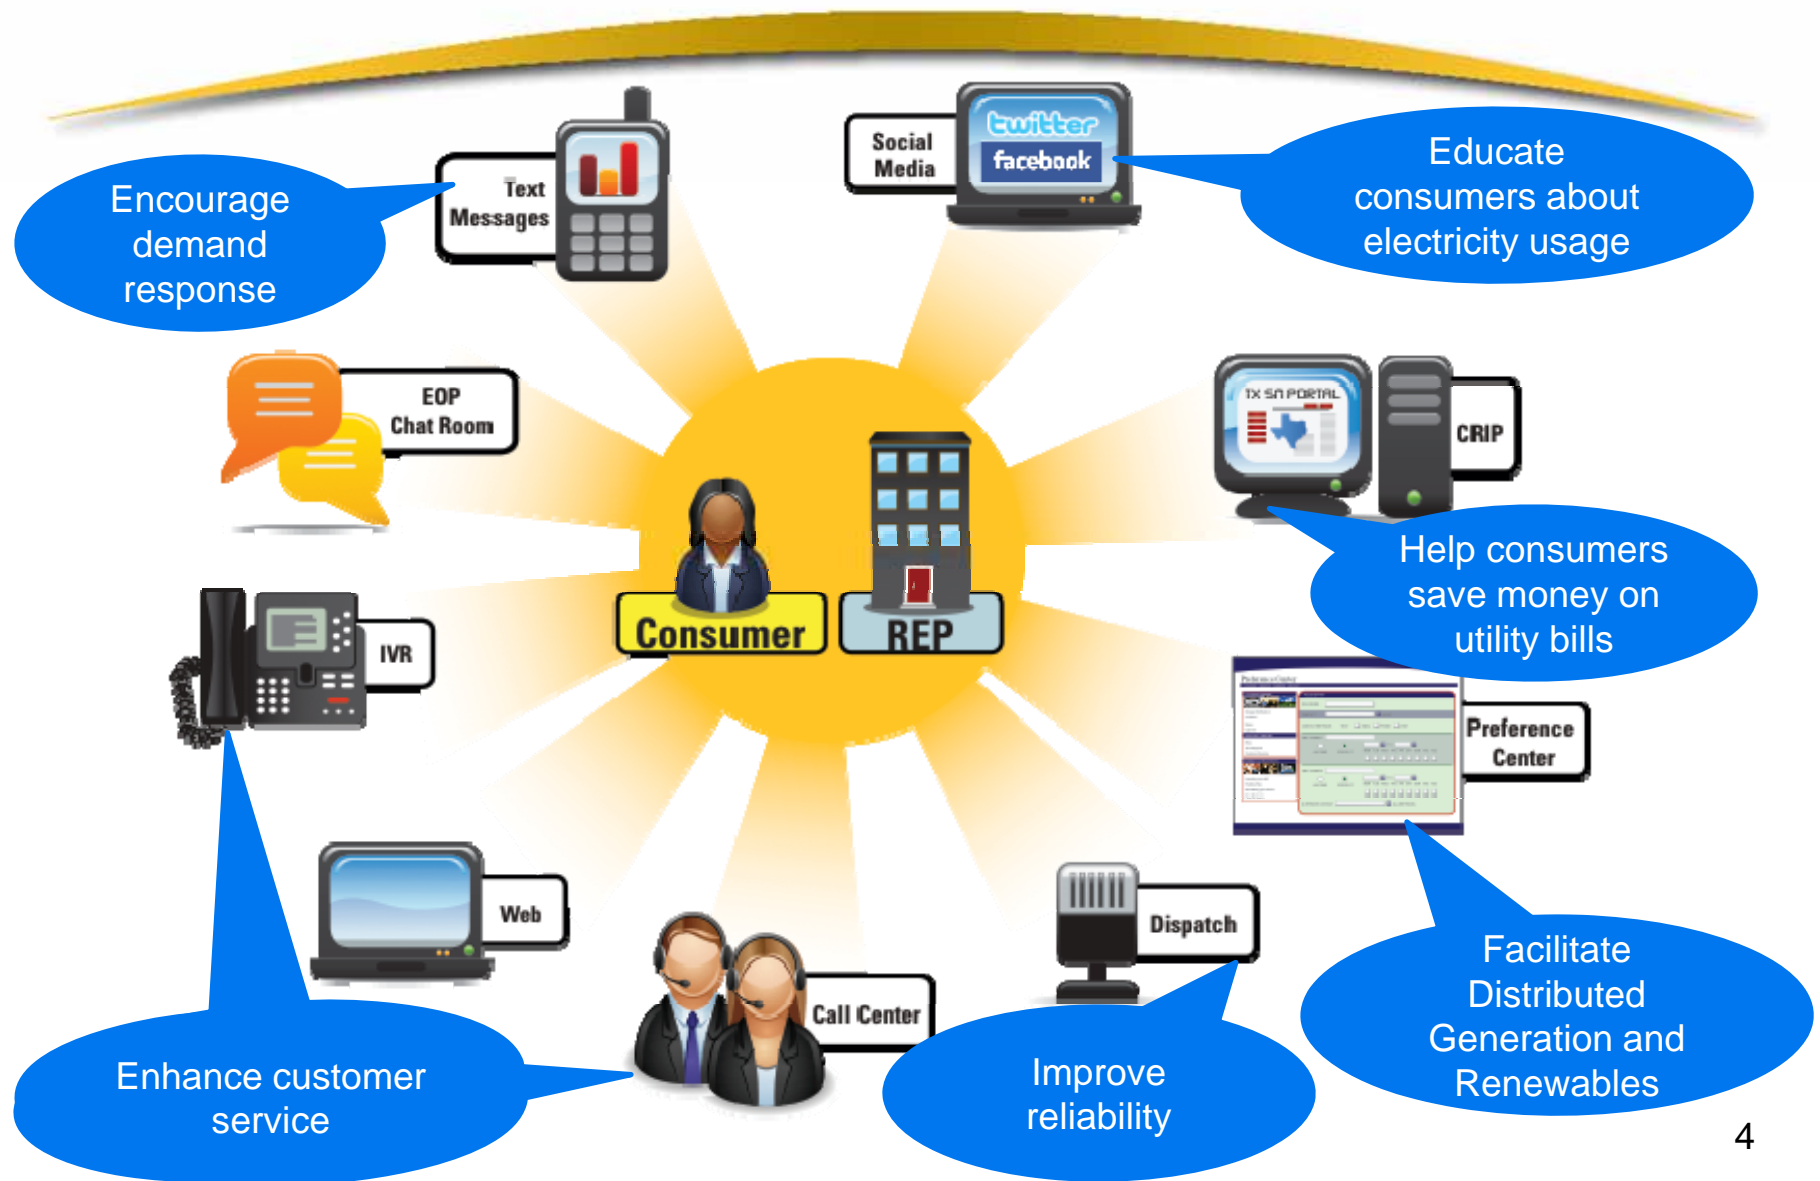 Encourage
demand
response
Text
Messages
Social
Media
twitter
facebook
Educate
consumers about
electricity usage
EOP
Chat Room
TX SN PORTAL
CRIP
Help consumers
save money on
utility bills
Consumer
REP
IVR
Preference Center
Preference
Center
Web
Dispatch
Call Center
Facilitate
Distributed
Generation and
Renewables
Enhance customer
service
Improve
reliability
4